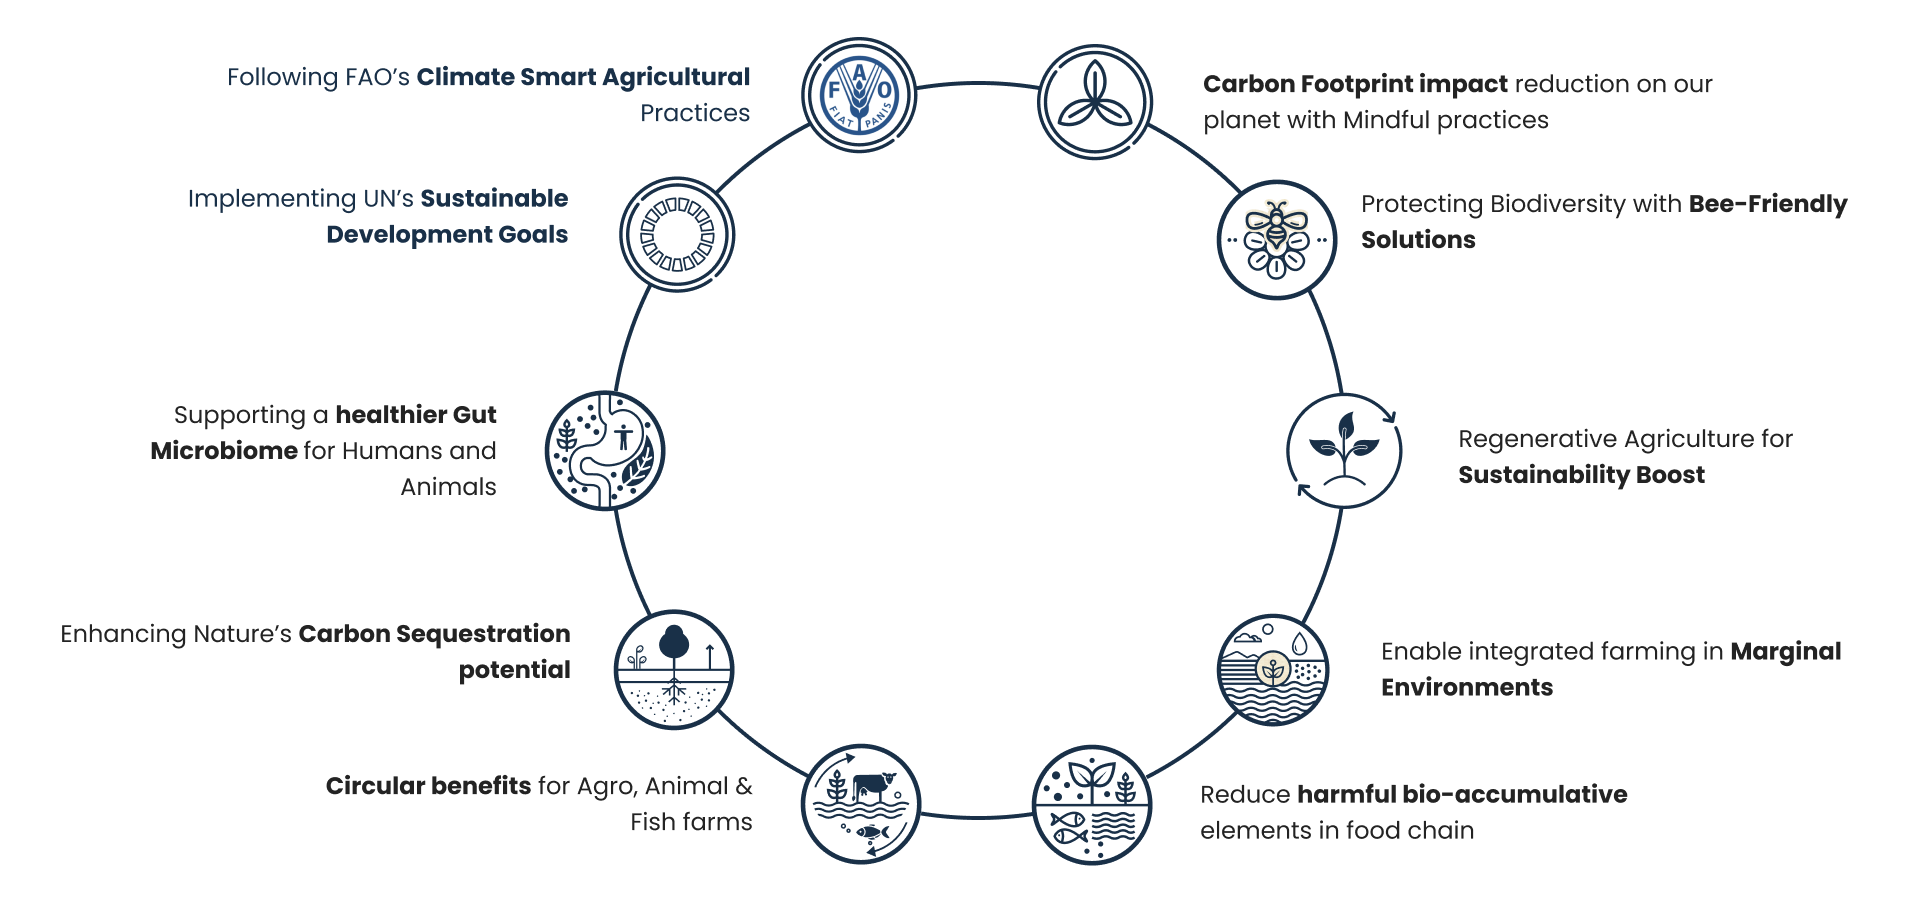 Following FAO’s Climate Smart Agricultural
Practices
F A O
FIAT PANIS
Carbon Footprint impact reduction on our
planet with Mindful practices
Implementing UN’s Sustainable
Development Goals
Protecting Biodiversity with Bee-Friendly
Solutions
Supporting a healthier Gut
Microbiome for Humans and
Animals
Regenerative Agriculture for
Sustainability Boost
Enhancing Nature’s Carbon Sequestration
potential
Enable integrated farming in Marginal
Environments
Circular benefits for Agro, Animal &
Fish farms
Reduce harmful bio-accumulative
elements in food chain